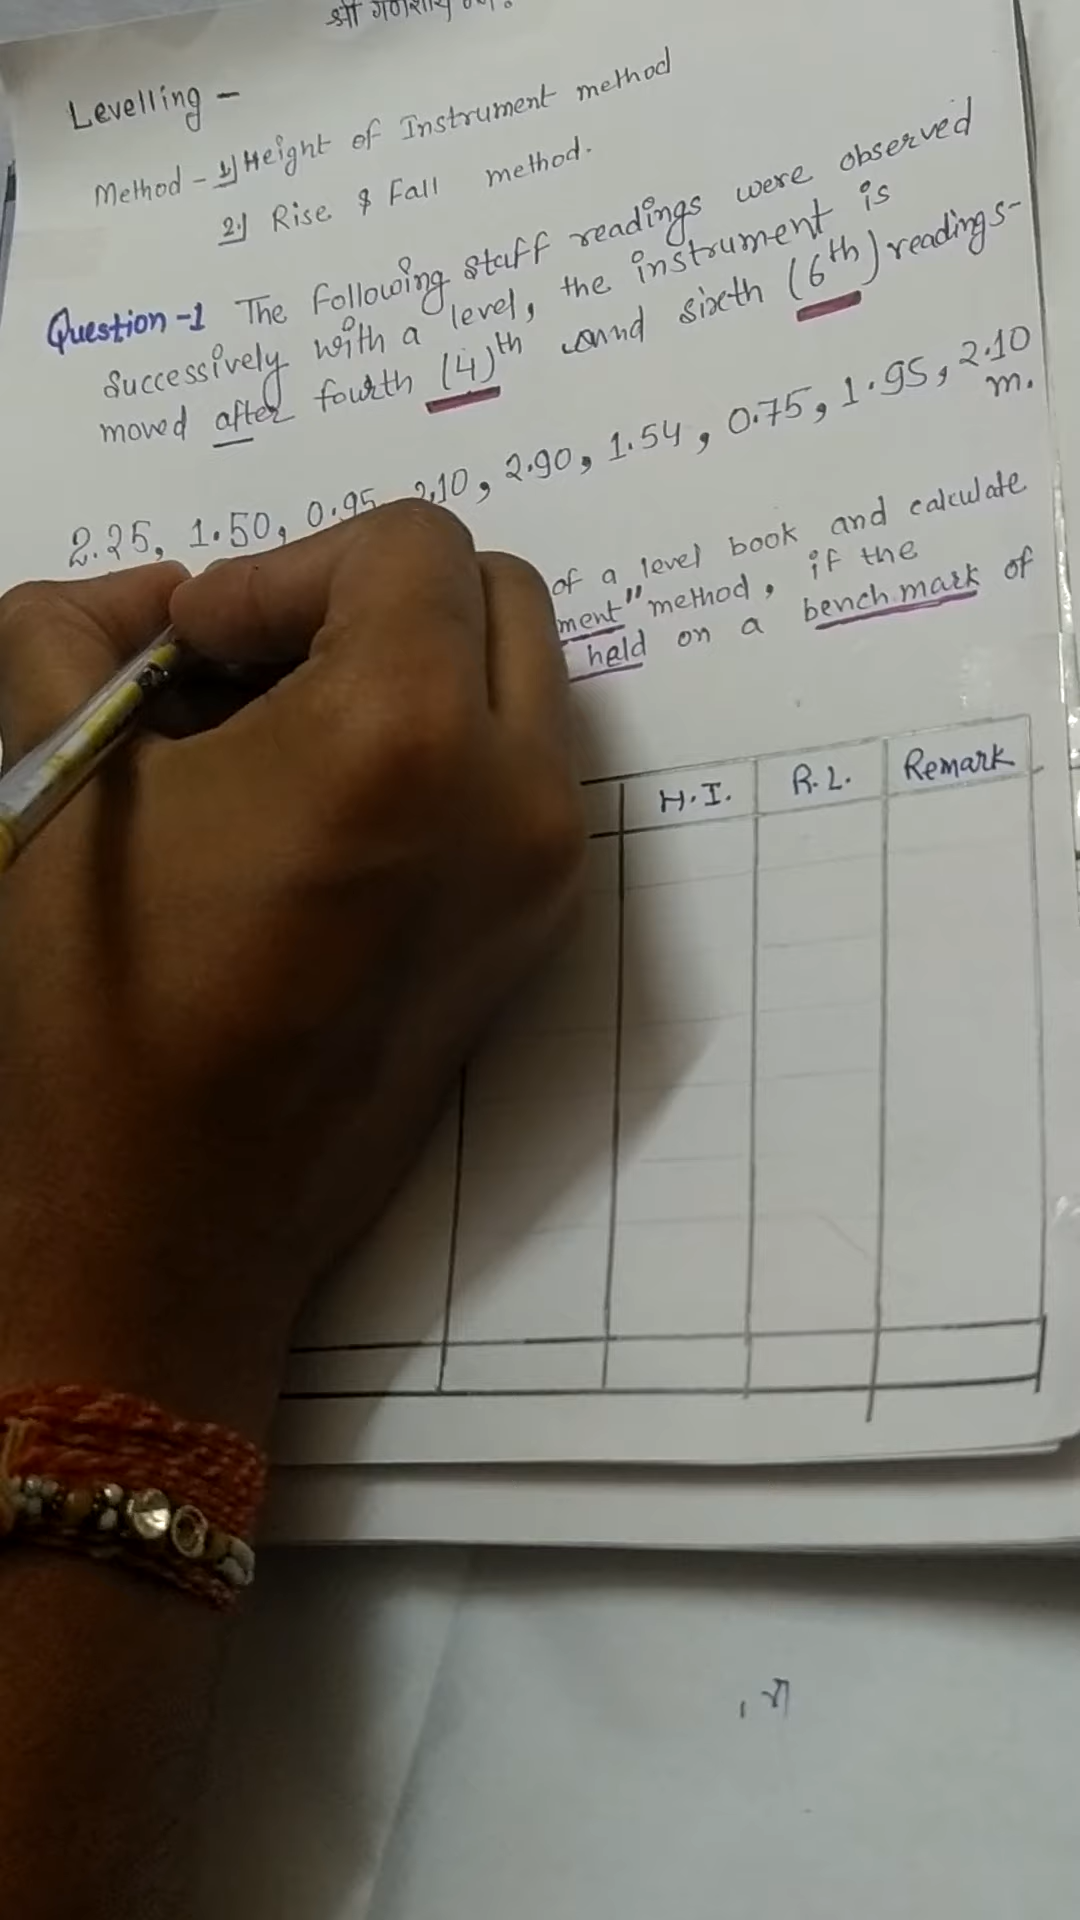 श्री गणेशाय
Levelling -
Method - 1) Height of Instrument method
2.) Rise & Fall method.
Question -1 The following staff readings were observed
successively with a level, the instrument is
moved after fourth (4)th and sixth (6th) readings-
2.25, 1.50, 0.95 2.10, 2.90, 1.54, 0.75, 1.95, 2.10
m.
of a level book and calculate
ment" method, if the
held on a benchmark of
H.I. R.L. Remark